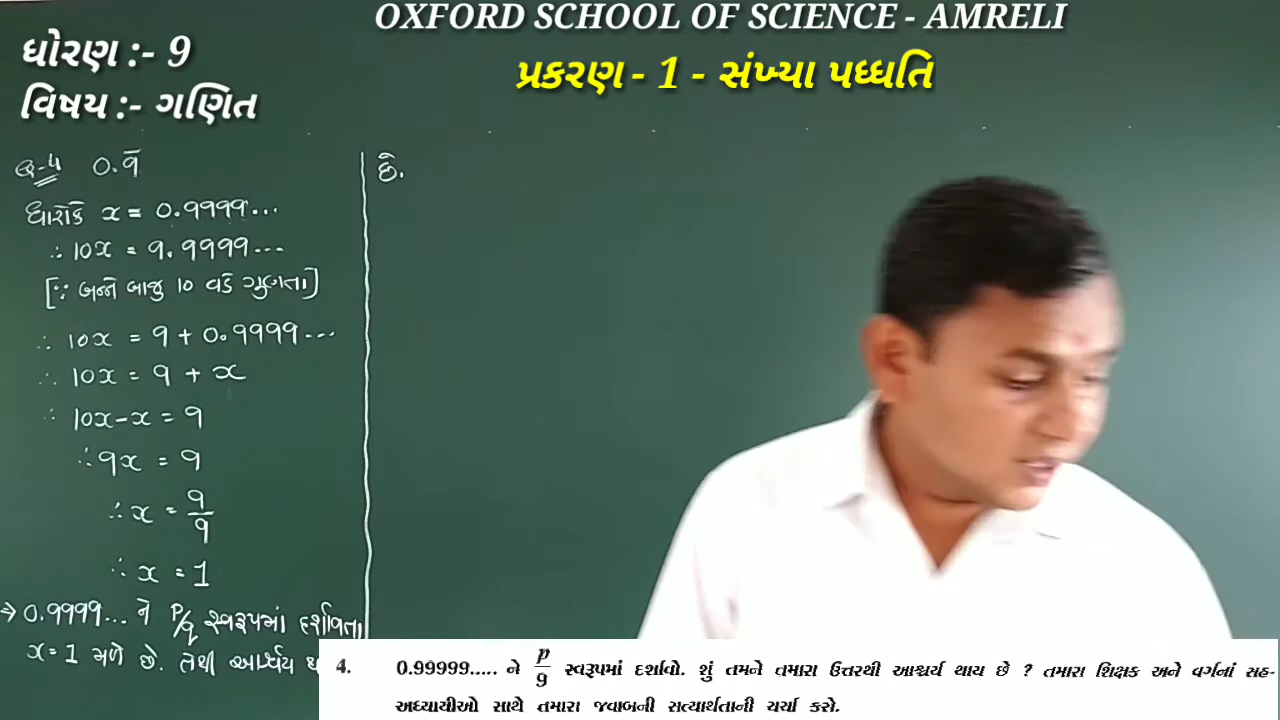 OXFORD SCHOOL OF SCIENCE - AMRELI
ધોરણ :- 9
વિષય :- ગણિત
પ્રકરણ - 1 - સંખ્યા પધ્ધતિ
Q-4 0.9̅
ધારોકે x = 0.9999...
∴ 10x = 9.9999...
[∵ બન્ને બાજુ 10 વડે ગુણતા]
∴ 10x = 9 + 0.9999...
∴ 10x = 9 + x
∴ 10x-x = 9
∴ 9x = 9
∴ x = 9/9
∴ x = 1
⇒ 0.9999... ને P/q સ્વરૂપમાં દર્શાવતા
x = 1 મળે છે. તેથી આશ્ચર્ય થ
છે.
4. 0.99999..... ને p/9 સ્વરૂપમાં દર્શાવો. શું તમને તમારા ઉત્તરથી આશ્ચર્ય થાય છે ? તમારા શિક્ષક અને વર્ગનાં સહ-
અધ્યાયીઓ સાથે તમારા જવાબની સત્યાર્થતાની ચર્ચા કરો.